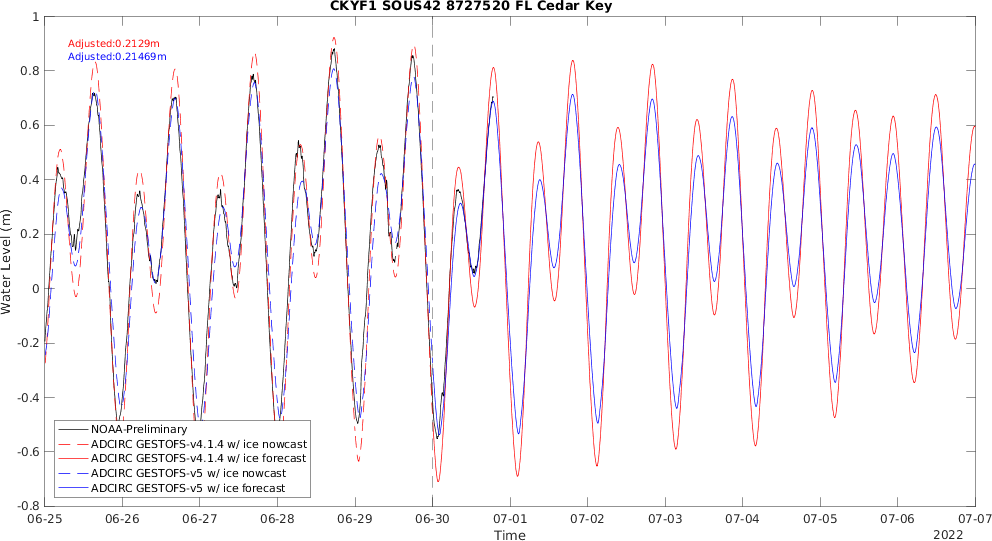 CKYF1 SOUS42 8727520 FL Cedar Key
Adjusted:0.2129m
Adjusted:0.21469m
1
0.8
0.6
0.4
0.2
0
-0.2
-0.4
-0.6
-0.8
Water Level (m)
NOAA-Preliminary
ADCIRC GESTOFS-v4.1.4 w/ ice nowcast
ADCIRC GESTOFS-v4.1.4 w/ ice forecast
ADCIRC GESTOFS-v5 w/ ice nowcast
ADCIRC GESTOFS-v5 w/ ice forecast
06-25 06-26 06-27 06-28 06-29 06-30 07-01 07-02 07-03 07-04 07-05 07-06 07-07
Time
2022